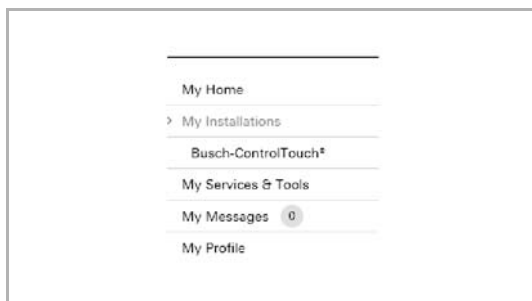 My Home
> My Installations
Busch-ControlTouch®
My Services & Tools
My Messages 0
My Profile